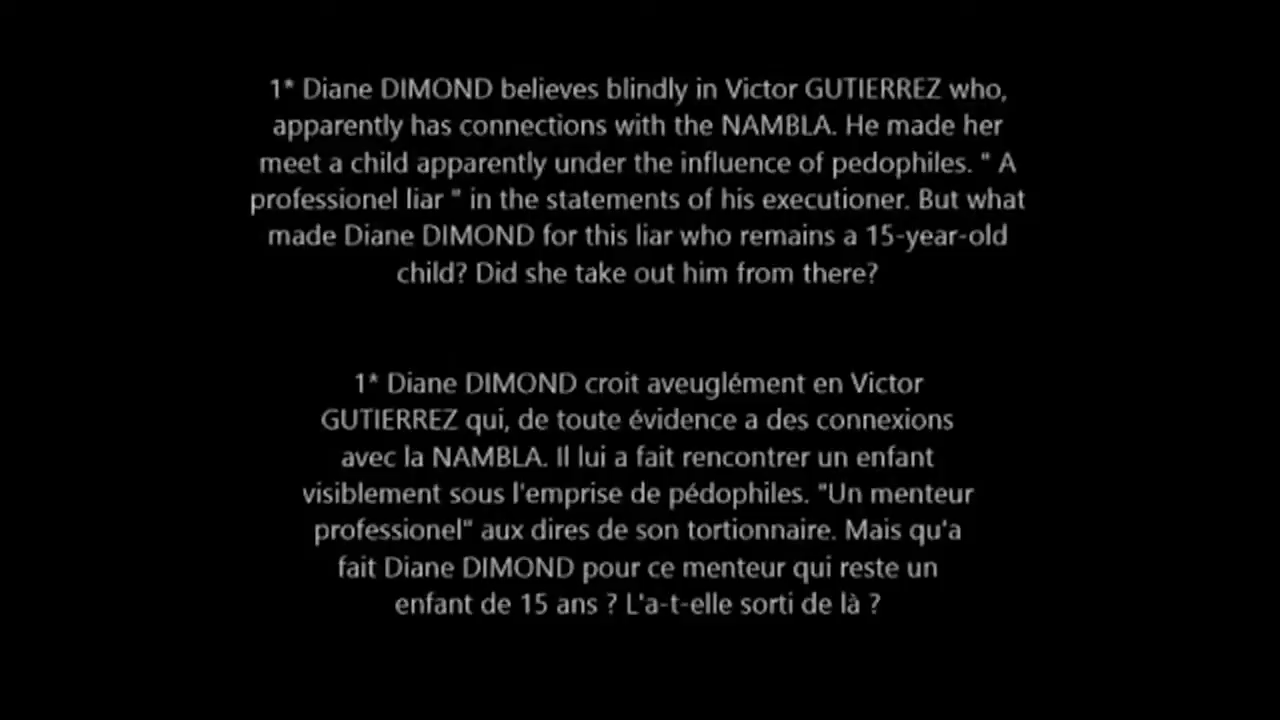 1* Diane DIMOND believes blindly in Victor GUTIERREZ who,
apparently has connections with the NAMBLA. He made her
meet a child apparently under the influence of pedophiles. " A
professionel liar " in the statements of his executioner. But what
made Diane DIMOND for this liar who remains a 15-year-old
child? Did she take out him from there?
1* Diane DIMOND croit aveuglément en Victor
GUTIERREZ qui, de toute évidence a des connexions
avec la NAMBLA. Il lui a fait rencontrer un enfant
visiblement sous l'emprise de pédophiles. "Un menteur
professionel" aux dires de son tortionnaire. Mais qu'a
fait Diane DIMOND pour ce menteur qui reste un
enfant de 15 ans ? L'a-t-elle sorti de là ?